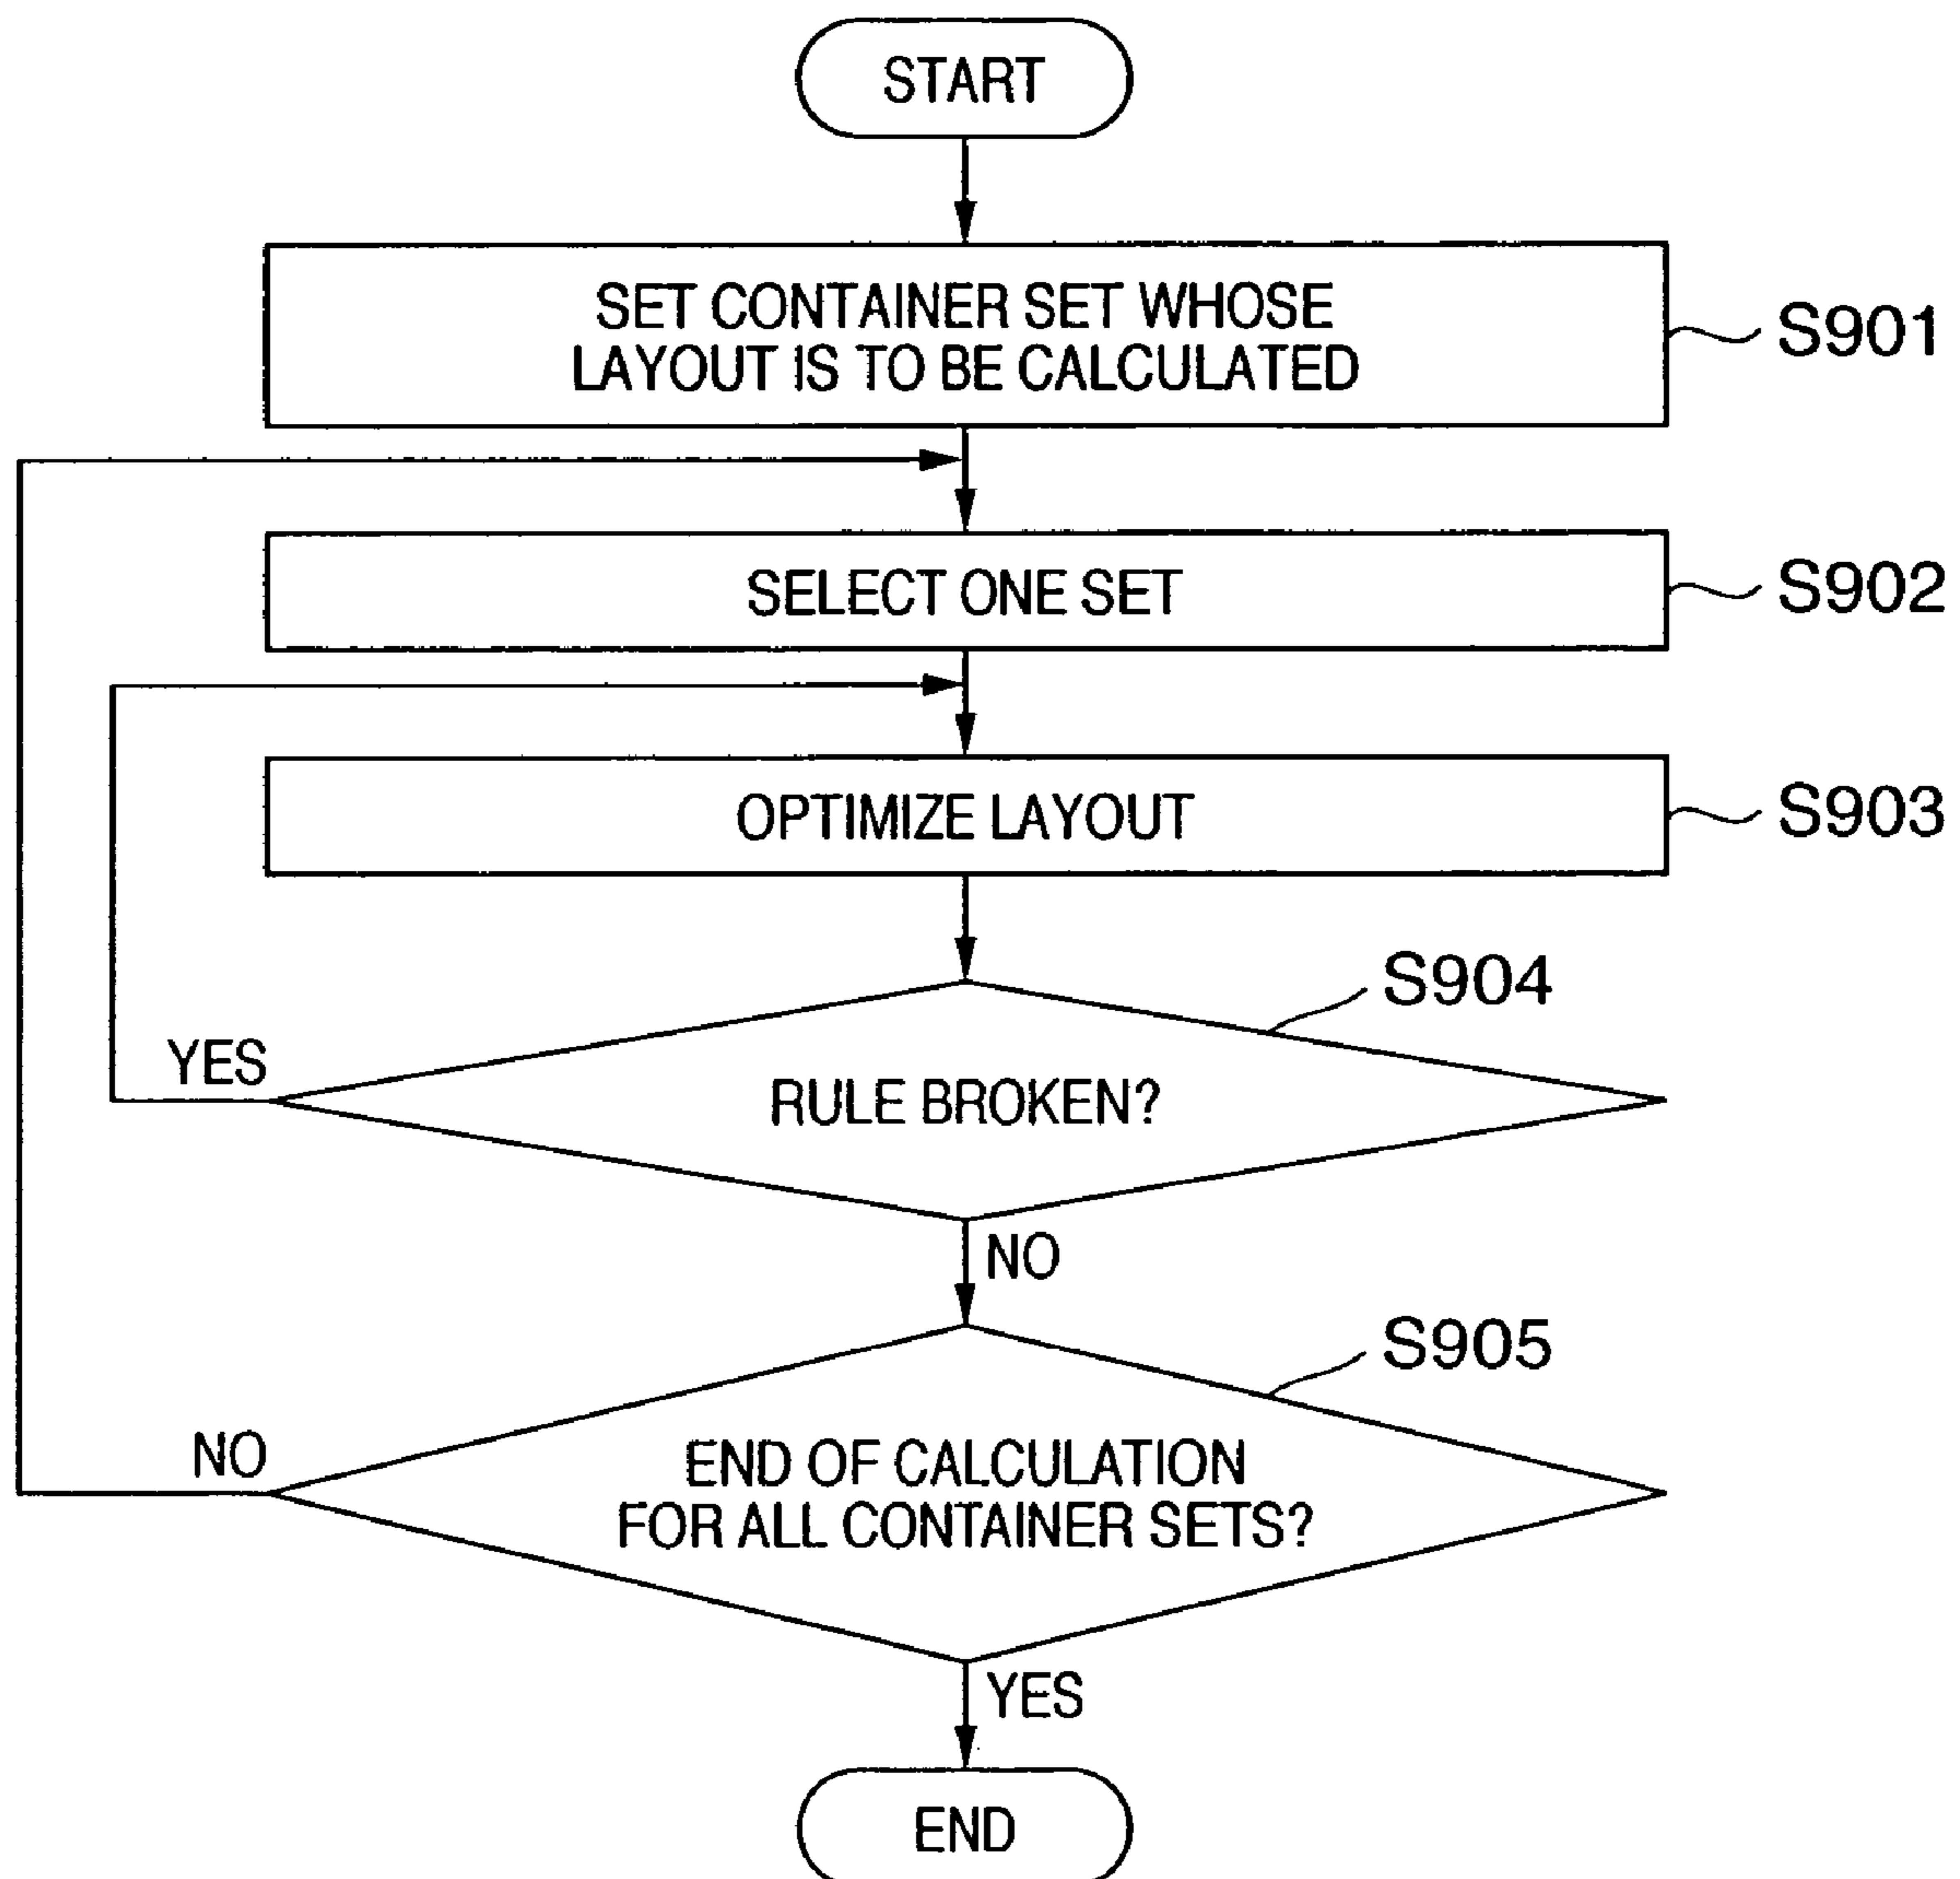 START
SET CONTAINER SET WHOSE
LAYOUT IS TO BE CALCULATED
S901
SELECT ONE SET
S902
OPTIMIZE LAYOUT
S903
S904
YES
RULE BROKEN?
NO
S905
NO
END OF CALCULATION
FOR ALL CONTAINER SETS?
YES
END